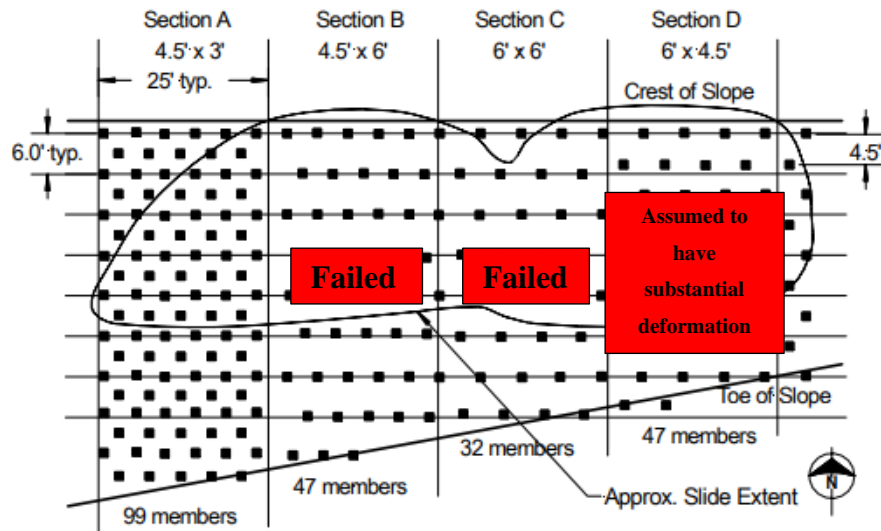 Section A
Section B
Section C
Section D
4.5' x 3'
4.5' x 6'
6' x 6'
6' x 4.5'
25' typ.
Crest of Slope
6.0' typ.
4.5'
Assumed to
have
substantial
deformation
Failed
Failed
Toe of Slope
32 members
47 members
47 members
99 members
Approx. Slide Extent
N